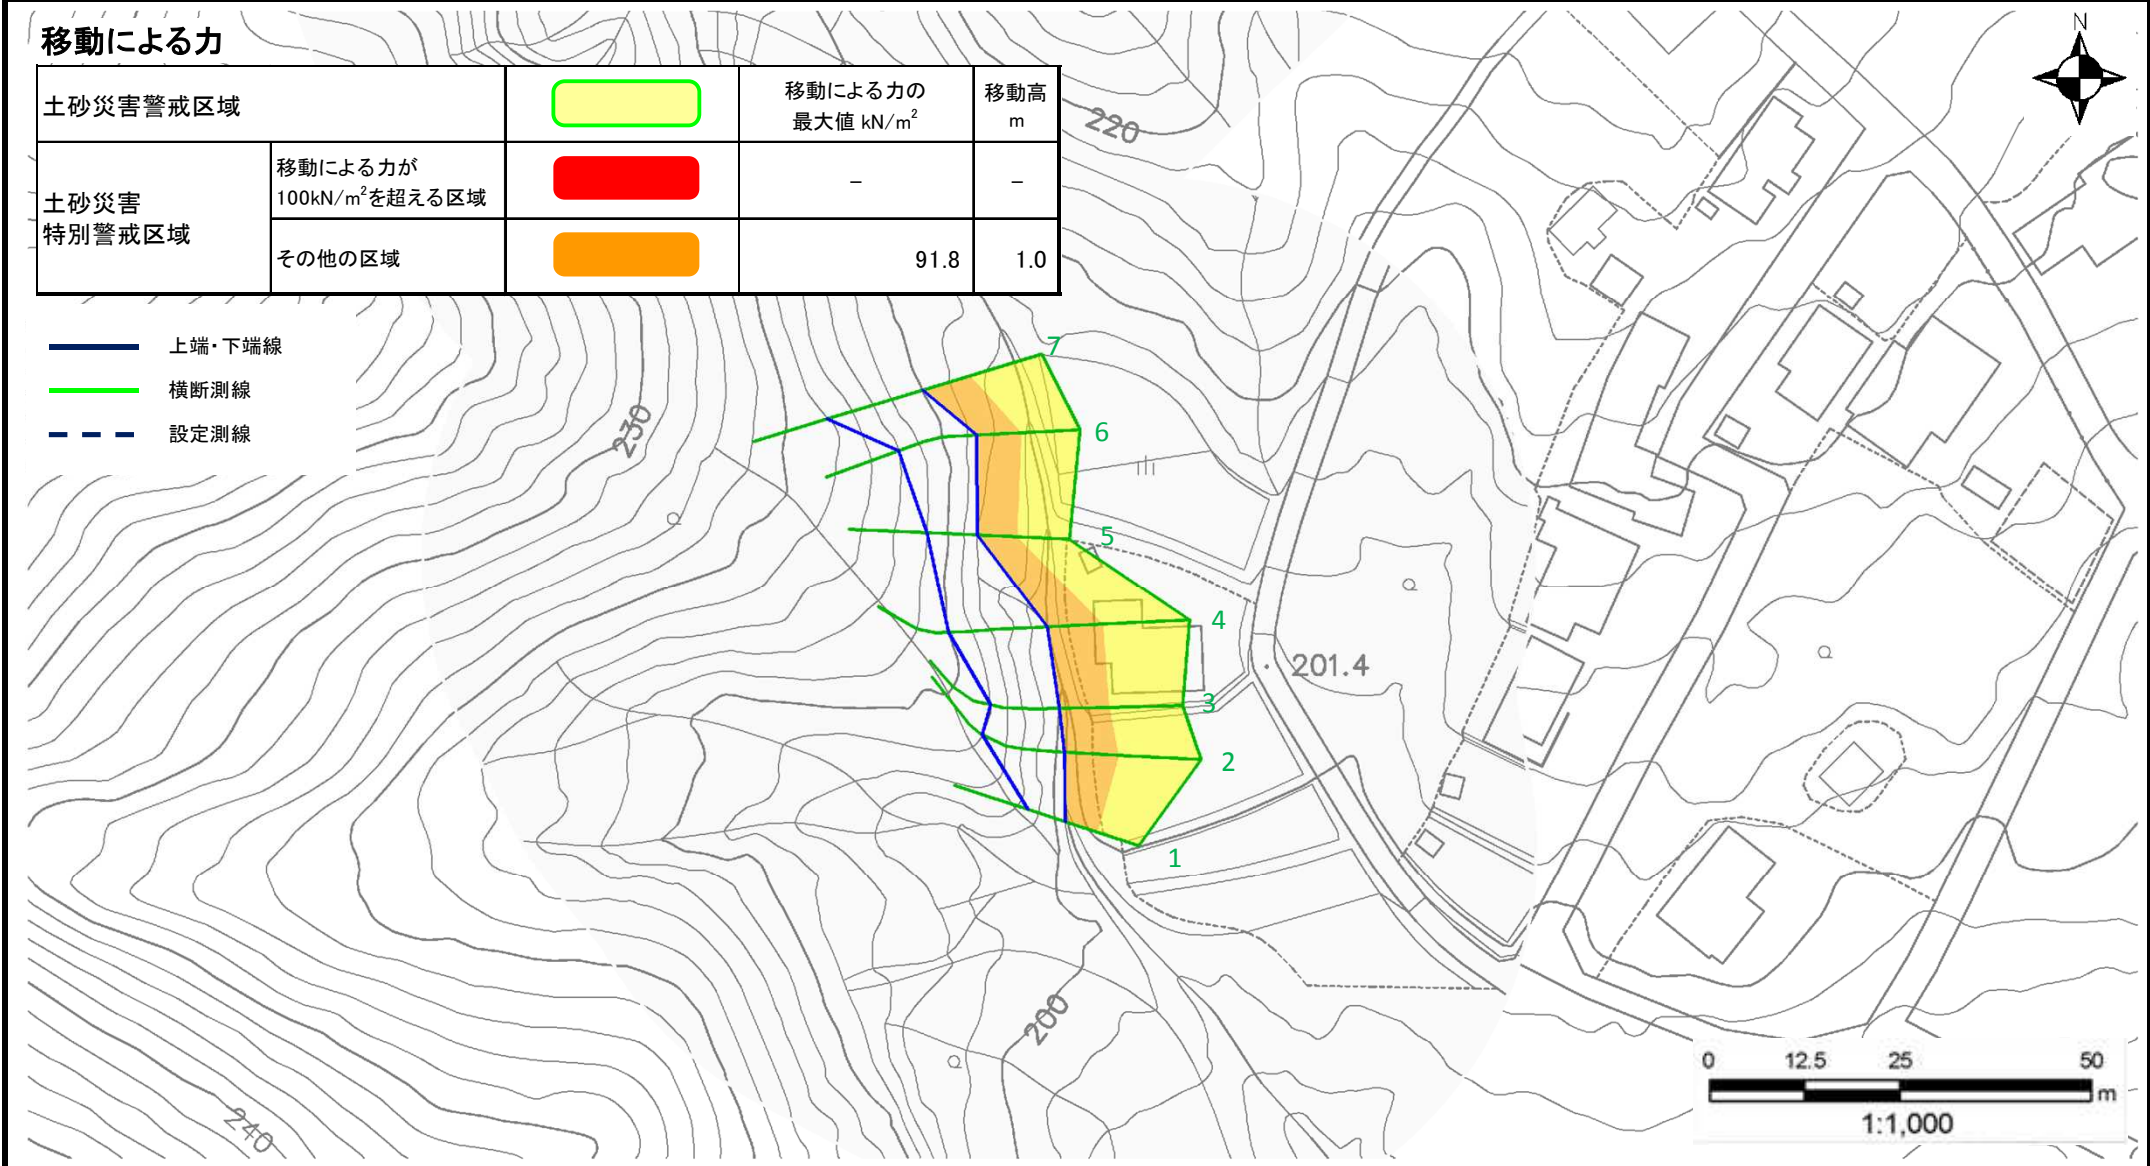 移動による力
土砂災害警戒区域
移動による力の
最大値 kN/m²
移動高
m
土砂災害
特別警戒区域
移動による力が
100kN/m²を超える区域
－
－
その他の区域
91.8
1.0
上端・下端線
横断測線
設定測線
N
220
230
7
6
5
4
3
2
1
201.4
200
240
0 12.5 25 50
m
1:1,000